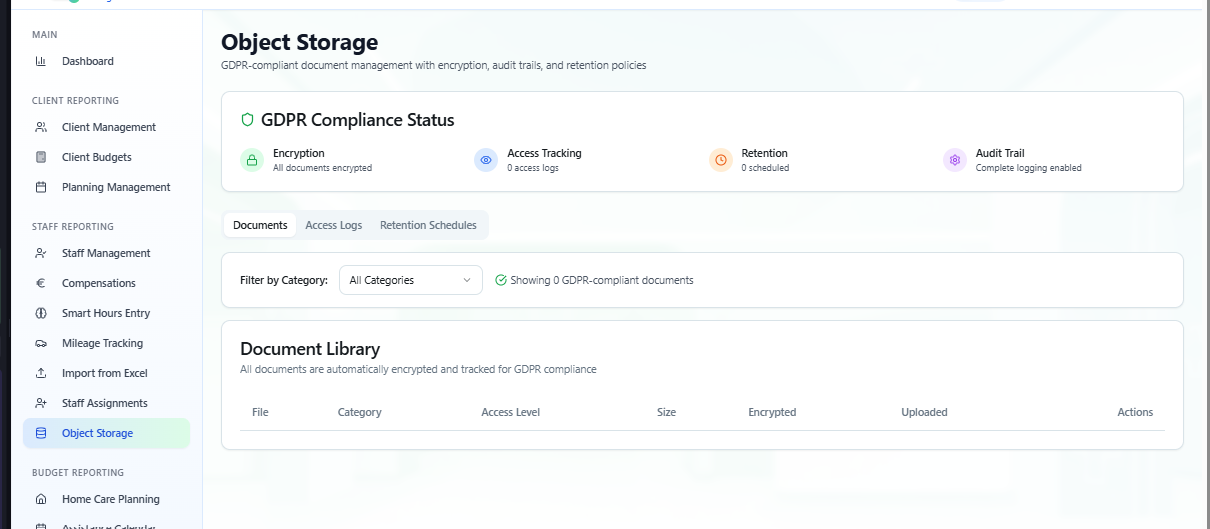 MAIN
Dashboard
CLIENT REPORTING
Client Management
Client Budgets
Planning Management
STAFF REPORTING
Staff Management
Compensations
Smart Hours Entry
Mileage Tracking
Import from Excel
Staff Assignments
Object Storage
BUDGET REPORTING
Home Care Planning
Assistance Calendar
Object Storage
GDPR-compliant document management with encryption, audit trails, and retention policies
GDPR Compliance Status
Encryption
All documents encrypted
Access Tracking
0 access logs
Retention
0 scheduled
Audit Trail
Complete logging enabled
Documents Access Logs Retention Schedules
Filter by Category: All Categories Showing 0 GDPR-compliant documents
Document Library
All documents are automatically encrypted and tracked for GDPR compliance
File Category Access Level Size Encrypted Uploaded Actions